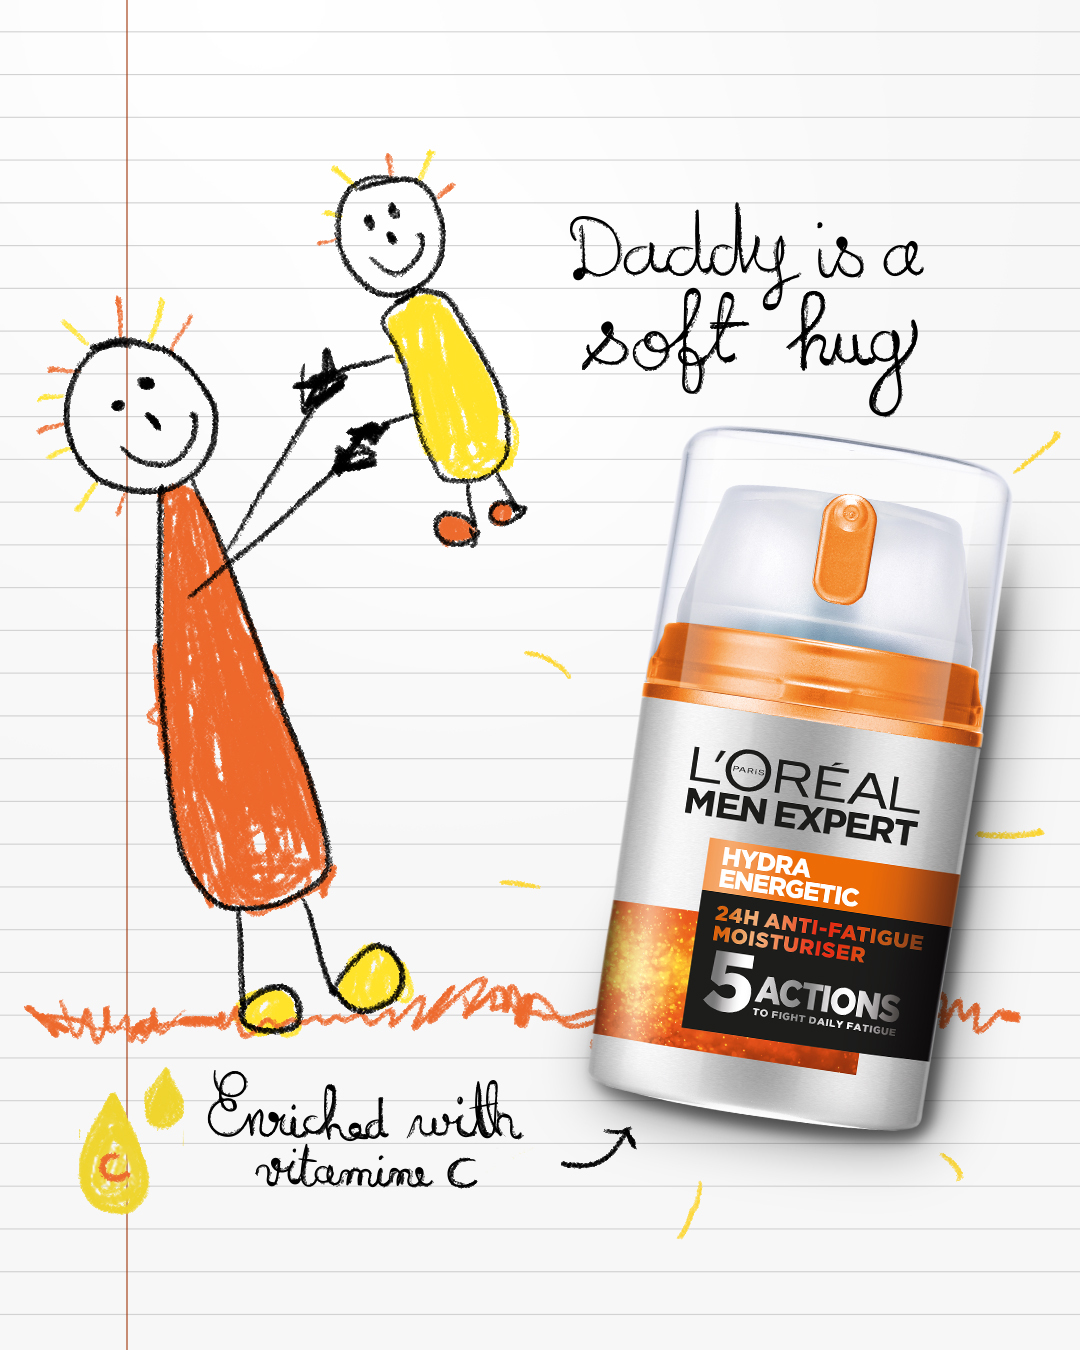 Daddy is a
soft hug
L'ORÉAL
PARIS
MEN EXPERT
HYDRA
ENERGETIC
24H ANTI-FATIGUE
MOISTURISER
5 ACTIONS
TO FIGHT DAILY FATIGUE
C
Enriched with
vitamine C